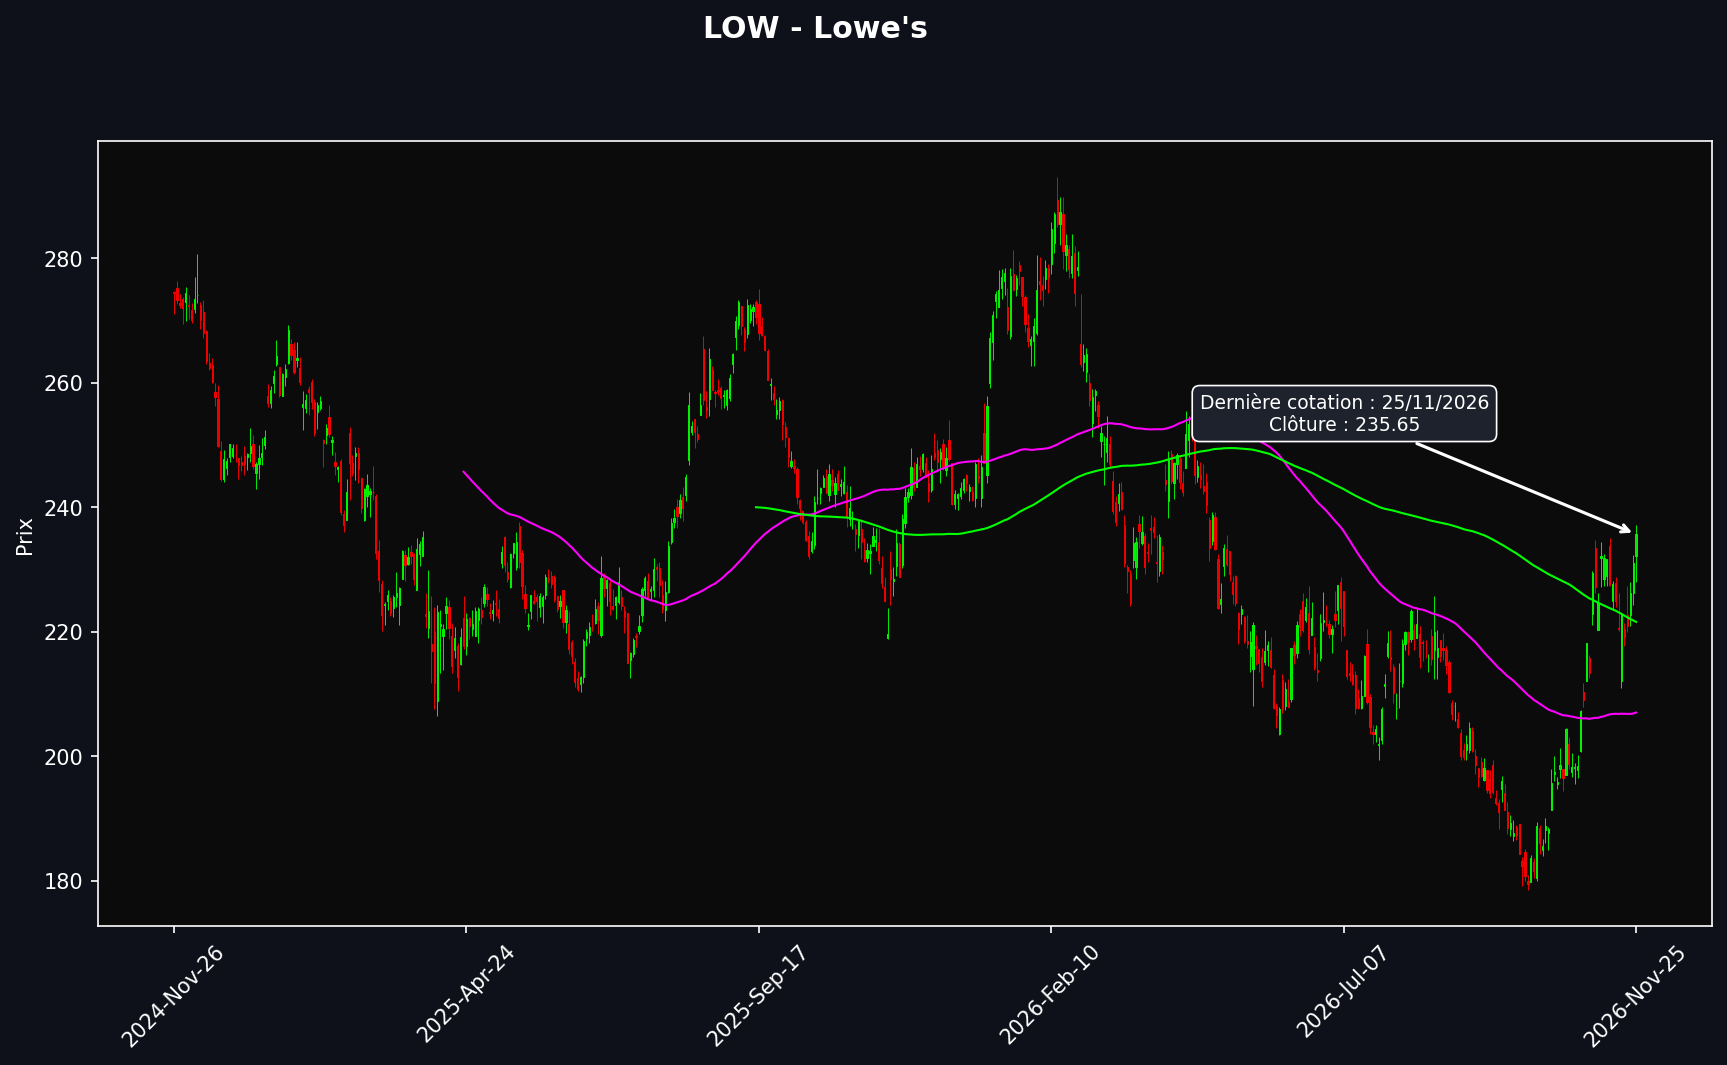 LOW - Lowe's
Prix
280
260
240
220
200
180
Dernière cotation : 25/11/2026
Clôture : 235.65
2024-Nov-26
2025-Apr-24
2025-Sep-17
2026-Feb-10
2026-Jul-07
2026-Nov-25